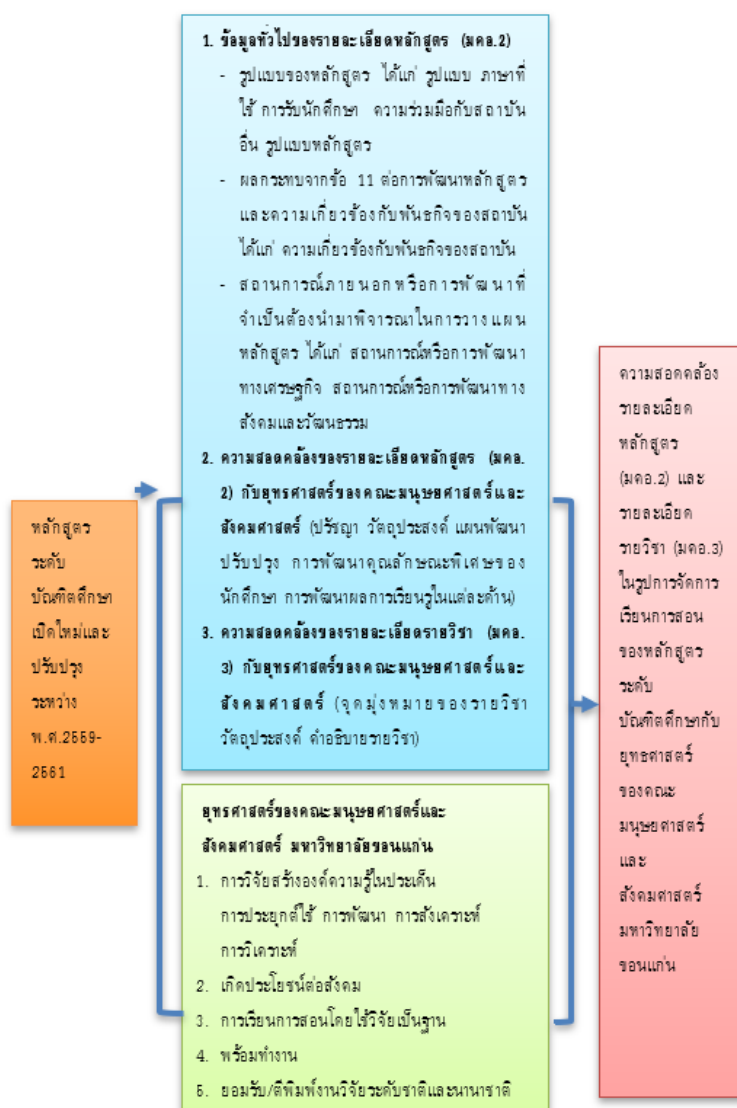 หลักสูตร
ระดับ
บัณฑิตศึกษา
เปิดใหม่และ
ปรับปรุง
ระหว่าง
พ.ศ.2559-
2561
1. ข้อมูลทั่วไปของรายละเอียดหลักสูตร (มคอ.2)
- รูปแบบของหลักสูตร ได้แก่ รูปแบบ ภาษาที่
ใช้ การรับนักศึกษา ความร่วมมือกับสถาบัน
อื่น รูปแบบหลักสูตร
- ผลกระทบจากข้อ 11 ต่อการพัฒนาหลักสูตร
และความเกี่ยวข้องกับพันธกิจของสถาบัน
ได้แก่ ความเกี่ยวข้องกับพันธกิจของสถาบัน
- สถานการณ์ภายนอกหรือการพัฒนาที่
จำเป็นต้องนำมาพิจารณาในการวางแผน
หลักสูตร ได้แก่ สถานการณ์หรือการพัฒนา
ทางเศรษฐกิจ สถานการณ์หรือการพัฒนาทาง
สังคมและวัฒนธรรม
2. ความสอดคล้องของรายละเอียดหลักสูตร (มคอ.
2) กับยุทธศาสตร์ของคณะมนุษยศาสตร์และ
สังคมศาสตร์ (ปรัชญา วัตถุประสงค์ แผนพัฒนา
ปรับปรุง การพัฒนาคุณลักษณะพิเศษของ
นักศึกษา การพัฒนาผลการเรียนรู้ในแต่ละด้าน)
3. ความสอดคล้องของรายละเอียดรายวิชา (มคอ.
3) กับยุทธศาสตร์ของคณะมนุษยศาสตร์และ
สังคมศาสตร์ (จุดมุ่งหมายของรายวิชา
วัตถุประสงค์ คำอธิบายรายวิชา)
ยุทธศาสตร์ของคณะมนุษยศาสตร์และ
สังคมศาสตร์ มหาวิทยาลัยขอนแก่น
1. การวิจัยสร้างองค์ความรู้ในประเด็น
การประยุกต์ใช้ การพัฒนา การสังเคราะห์
การวิเคราะห์
2. เกิดประโยชน์ต่อสังคม
3. การเรียนการสอนโดยใช้วิจัยเป็นฐาน
4. พร้อมทำงาน
5. ยอมรับ/ตีพิมพ์งานวิจัยระดับชาติและนานาชาติ
ความสอดคล้อง
รายละเอียด
หลักสูตร
(มคอ.2) และ
รายละเอียด
รายวิชา (มคอ.3)
ในรูปการจัดการ
เรียนการสอน
ของหลักสูตร
ระดับ
บัณฑิตศึกษากับ
ยุทธศาสตร์
ของคณะ
มนุษยศาสตร์
และ
สังคมศาสตร์
มหาวิทยาลัย
ขอนแก่น